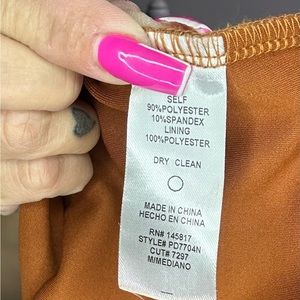 SELF
90%POLYESTER
10%SPANDEX
LINING
100%POLYESTER
DRY CLEAN
MADE IN CHINA
HECHO EN CHINA
RN# 145817
STYLE# PD7704N
CUT# 7297
M/MEDIANO